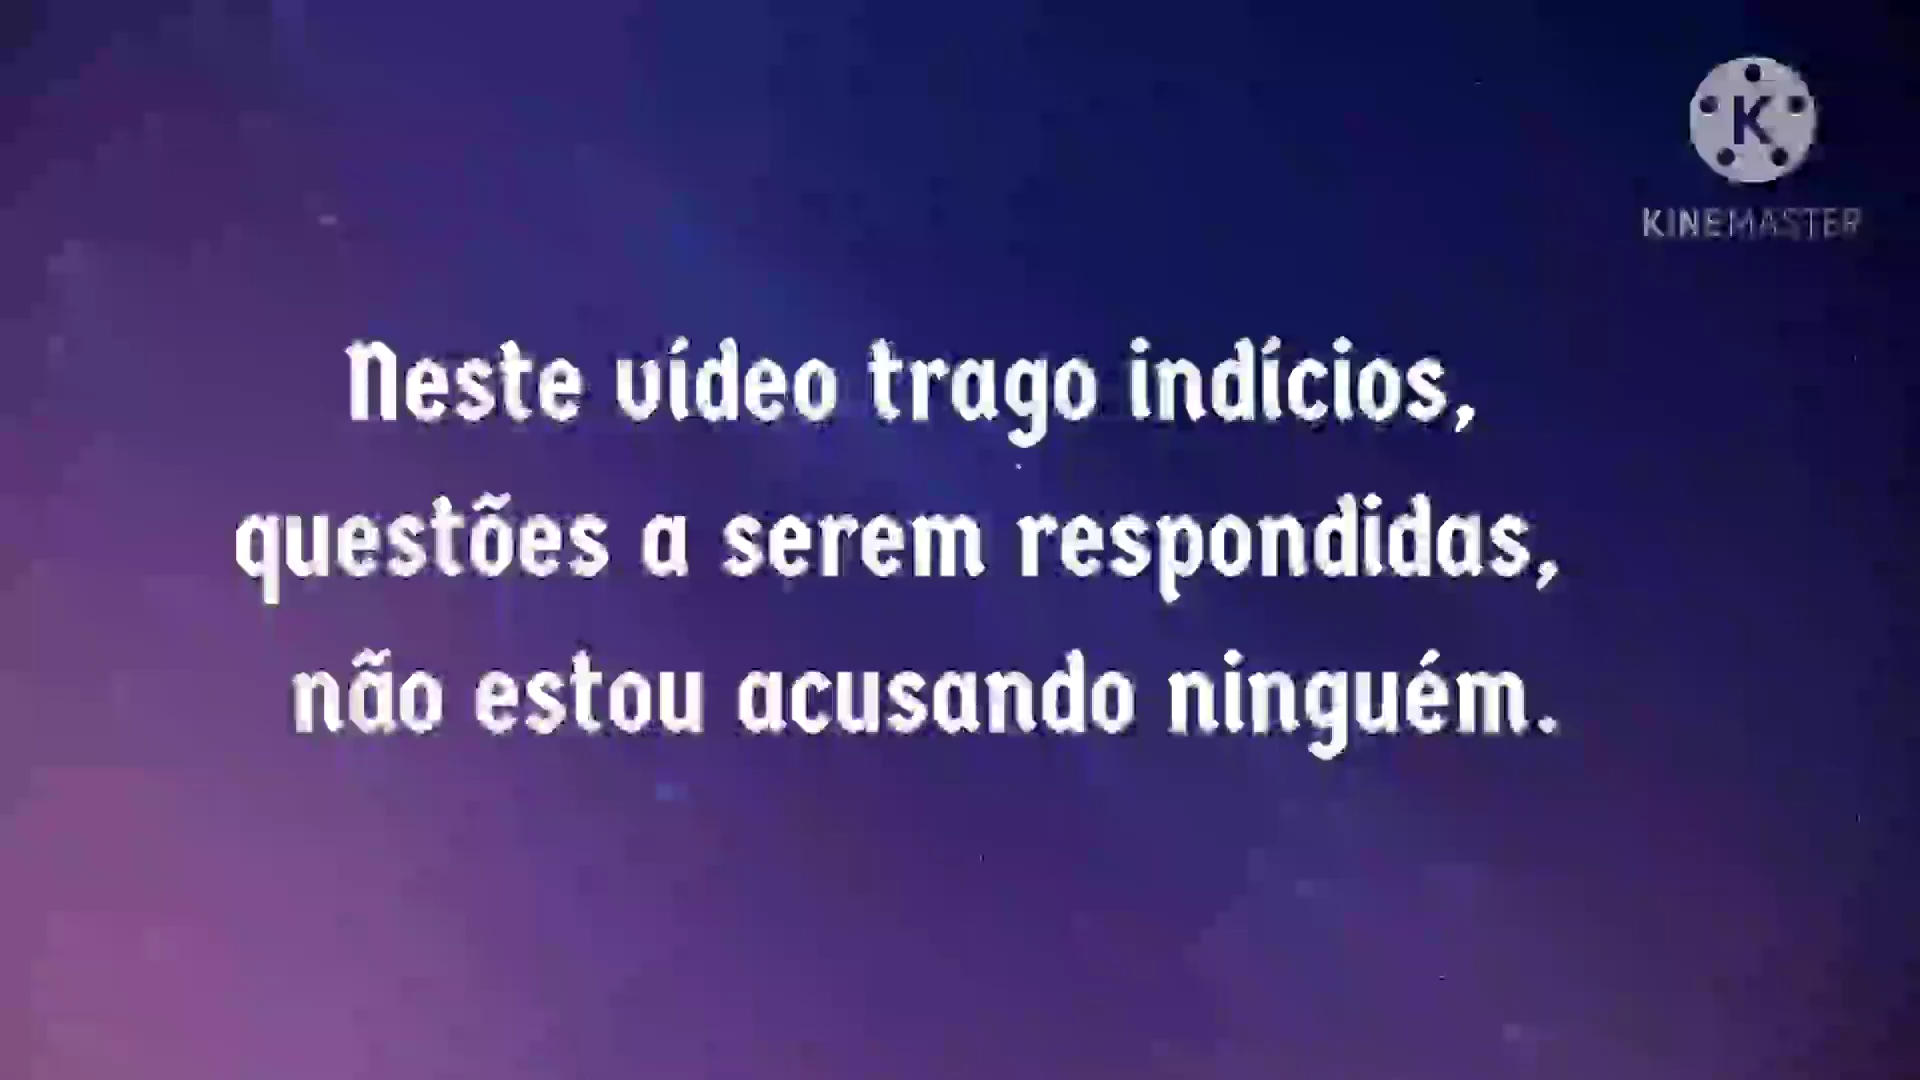 K
KINEMASTER
Neste vídeo trago indícios,
questões a serem respondidas,
não estou acusando ninguém.